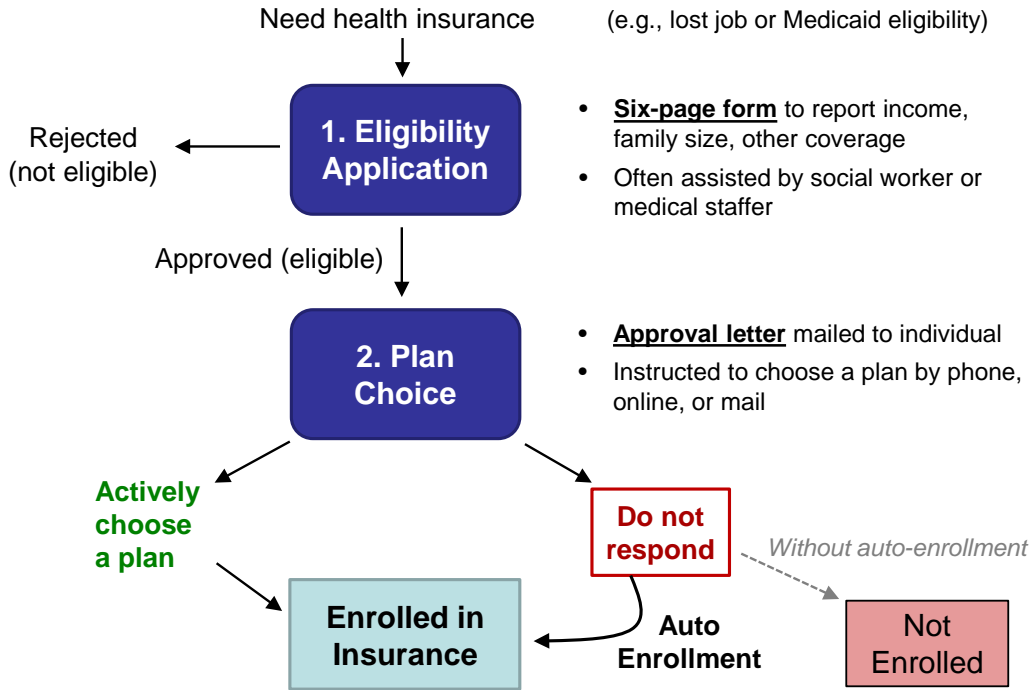 Need health insurance
(e.g., lost job or Medicaid eligibility)
1. Eligibility
Application
• Six-page form to report income,
family size, other coverage
• Often assisted by social worker or
medical staffer
Rejected
(not eligible)
Approved (eligible)
2. Plan
Choice
• Approval letter mailed to individual
• Instructed to choose a plan by phone,
online, or mail
Actively
choose
a plan
Do not
respond
Without auto-enrollment
Enrolled in
Insurance
Auto
Enrollment
Not
Enrolled